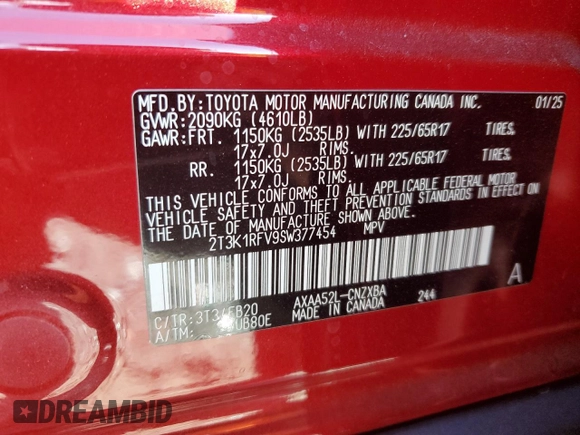 MFD.BY:TOYOTA MOTOR MANUFACTURING CANADA INC. 01/25
GVWR:2090KG (4610LB)
GAWR:FRT. 1150KG (2535LB) WITH 225/65R17 TIRES.
17x7.0J RIMS.
RR. 1150KG (2535LB) WITH 225/65R17 TIRES.
17x7.0J RIMS.
THIS VEHICLE CONFORMS TO ALL APPLICABLE FEDERAL MOTOR
VEHICLE SAFETY AND THEFT PREVENTION STANDARDS IN EFFECT ON
THE DATE OF MANUFACTURE SHOWN ABOVE.
2T3K1RFV9SW377454 MPV
A
C/TR:3T3/FB20 AXAA52L-CNZXBA 244
A/TM: MADE IN CANADA
DREAMBID